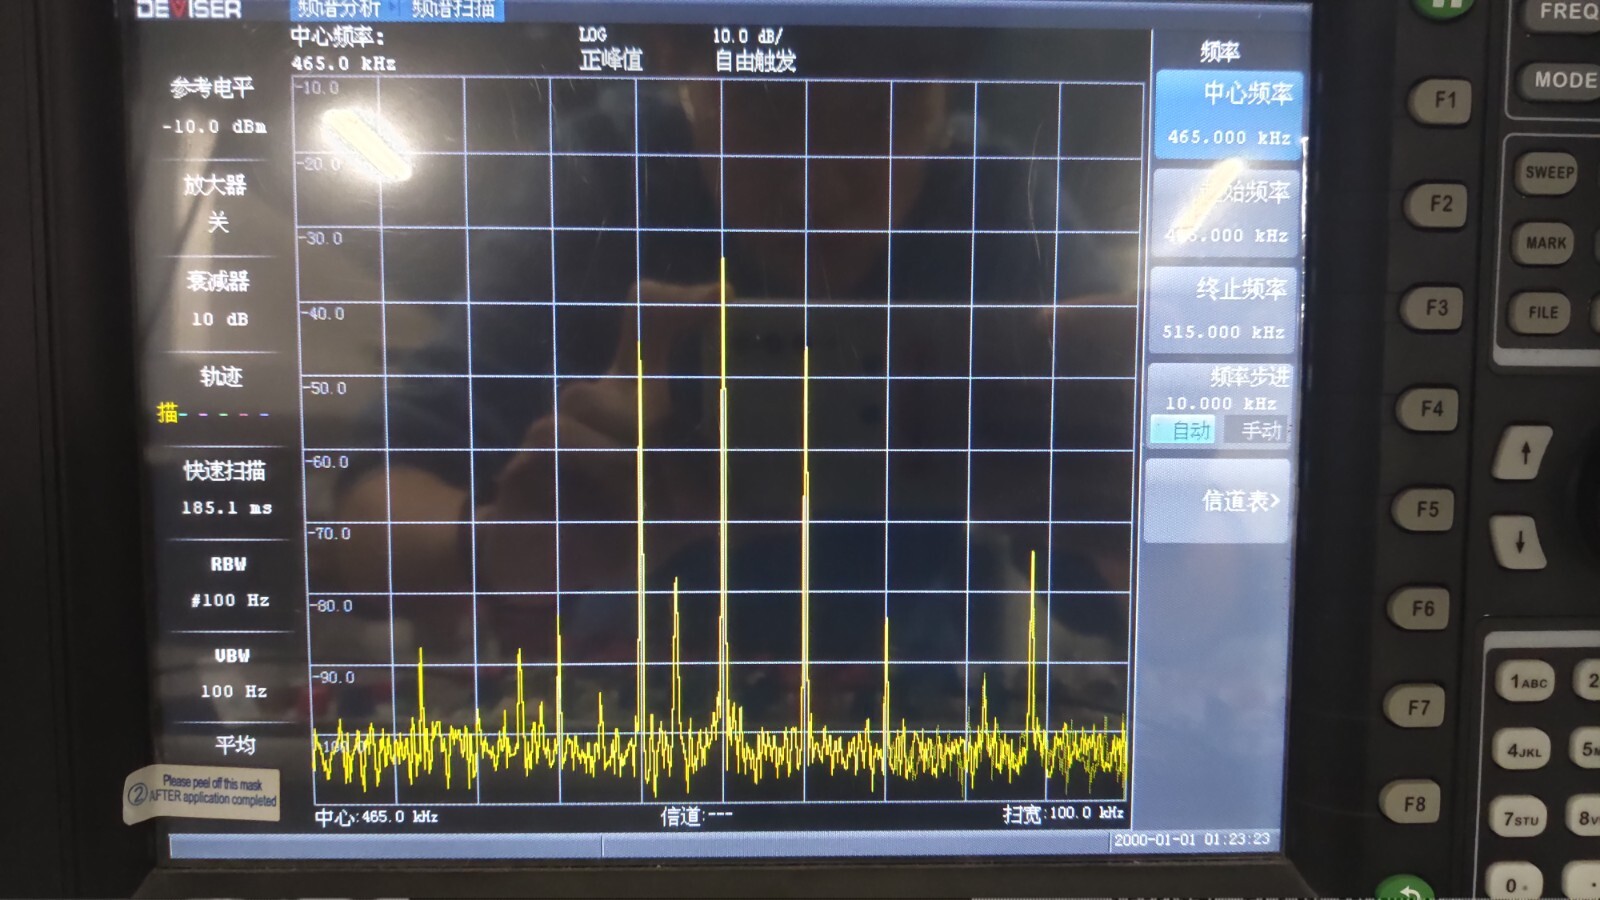 DEVISER
频谱分析 频谱扫描
中心频率:
465.0 kHz
LOG
正峰值
10.0 dB/
自由触发
参考电平
-10.0 dBm
放大器
关
衰减器
10 dB
轨迹
描- - - - -
快速扫描
185.1 ms
RBW
#100 Hz
VBW
100 Hz
平均
-10.0
-20.0
-30.0
-40.0
-50.0
-60.0
-70.0
-80.0
-90.0
中心:465.0 kHz
信道:---
扫宽:100.0 kHz
2000-01-01 01:23:23
频率
中心频率
465.000 kHz
始频率
.000 kHz
终止频率
515.000 kHz
频率步进
10.000 kHz
自动 手动
信道表>
② Please peel off this mask
AFTER application completed
F1
F2
F3
F4
F5
F6
F7
F8
FREQ
MODE
SWEEP
MARK
FILE
1ABC
2
4JKL
5
7STU
8
0